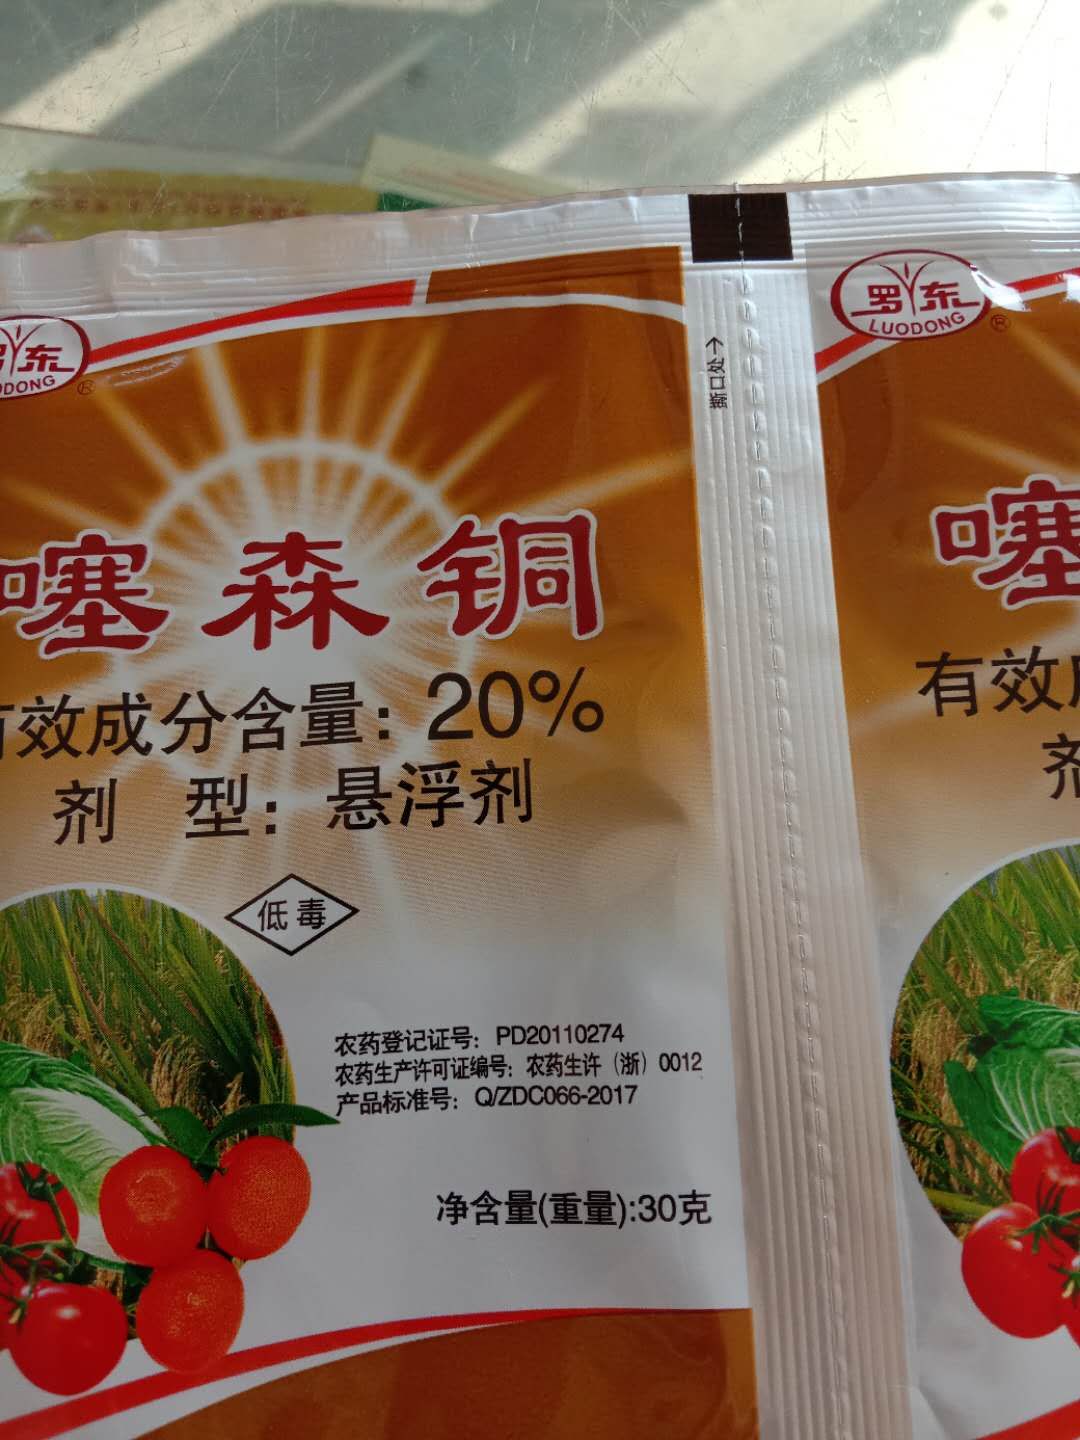 罗东
LUODONG
®
噻森铜
有效成分含量：20%
剂 型：悬浮剂
低毒
农药登记证号：PD20110274
农药生产许可证编号：农药生许（浙）0012
产品标准号：Q/ZDC066-2017
净含量(重量):30克
撕口处→
罗东
LUODONG
®
噻
有效成
剂